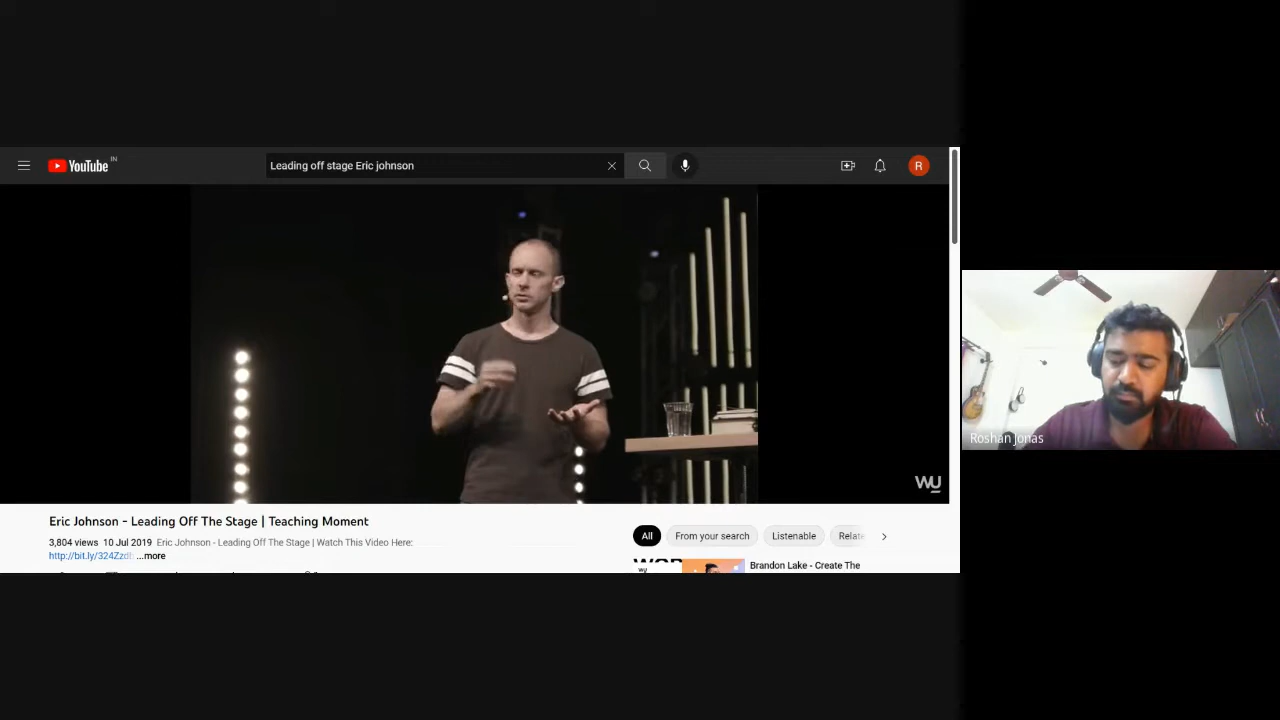 YouTube IN
Leading off stage Eric johnson
R
WU
Roshan Jonas
Eric Johnson - Leading Off The Stage | Teaching Moment
3,804 views 10 Jul 2019 Eric Johnson - Leading Off The Stage | Watch This Video Here:
...more
All
From your search
Listenable
Brandon Lake - Create The
wu